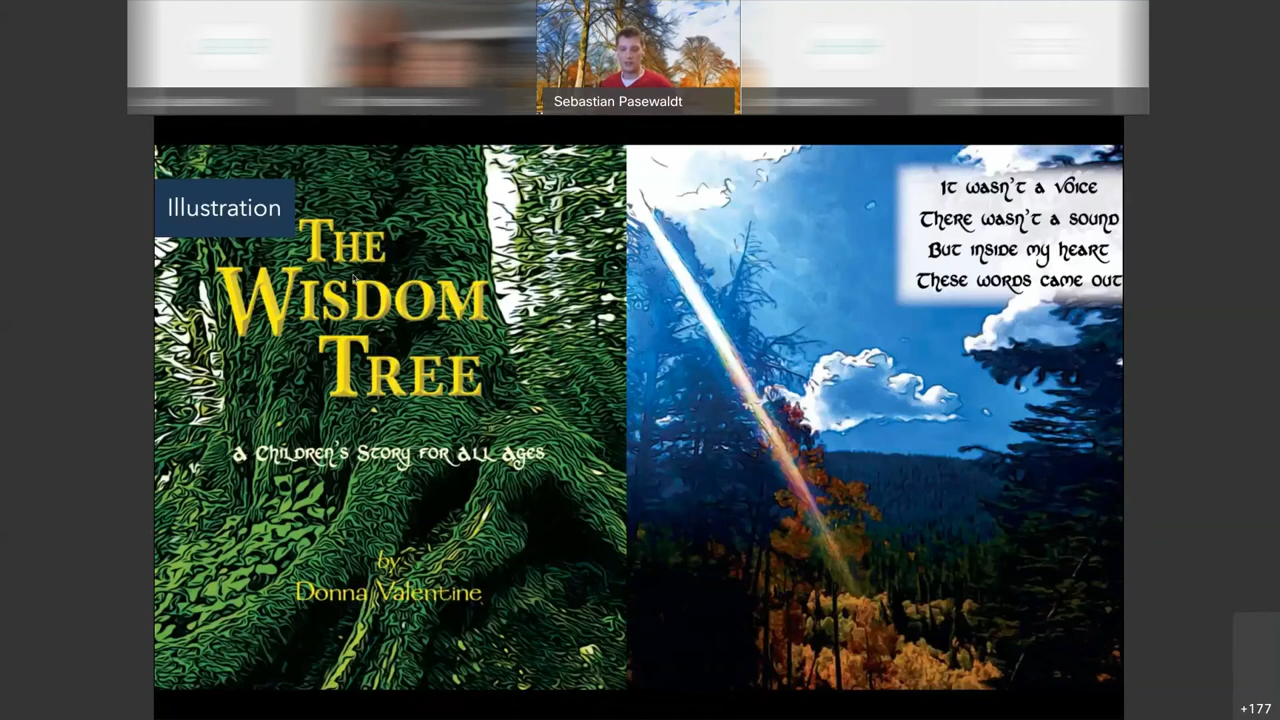 Sebastian Pasewaldt
Illustration
THE
WISDOM
TREE
a Children's Story for all ages
by
Donna Valentine
It wasn't a voice
There wasn't a sound
But inside my heart
These words came out
+177